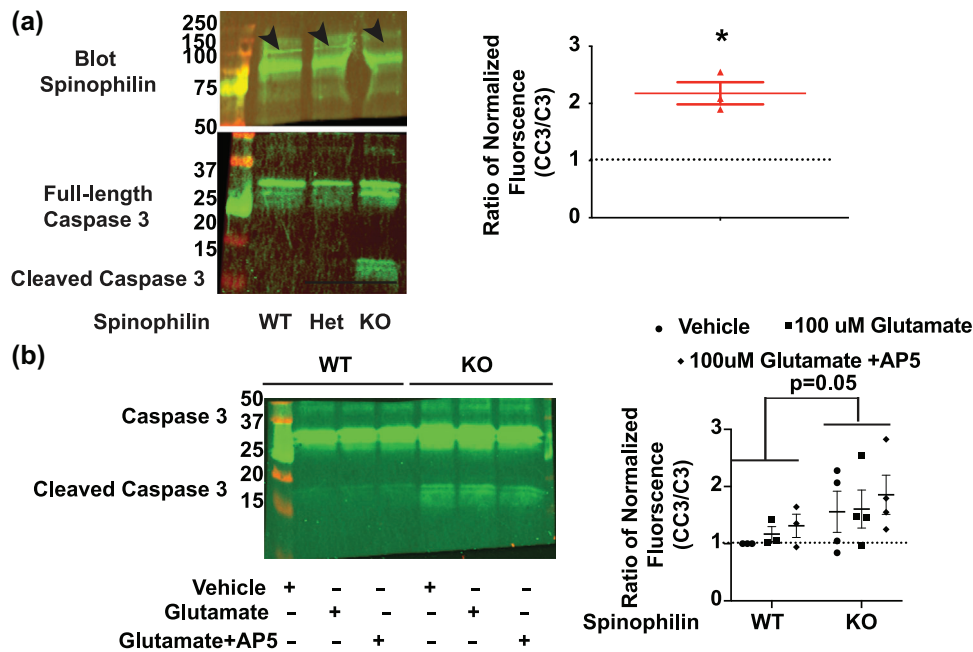 (a)
Blot
Spinophilin
250
150
100
75
50
37
25
20
15
Full-length
Caspase 3
Cleaved Caspase 3
Spinophilin WT Het KO
*
Ratio of Normalized
Fluorscence
(CC3/C3)
3
2
1
0
(b)
WT KO
Caspase 3
Cleaved Caspase 3
50
37
25
20
15
Vehicle + – – + – –
Glutamate – + – – + –
Glutamate+AP5 – – + – – +
● Vehicle ■ 100 uM Glutamate
◆ 100uM Glutamate +AP5
p=0.05
Ratio of Normalized
Fluorescence
(CC3/C3)
3
2
1
0
Spinophilin WT KO